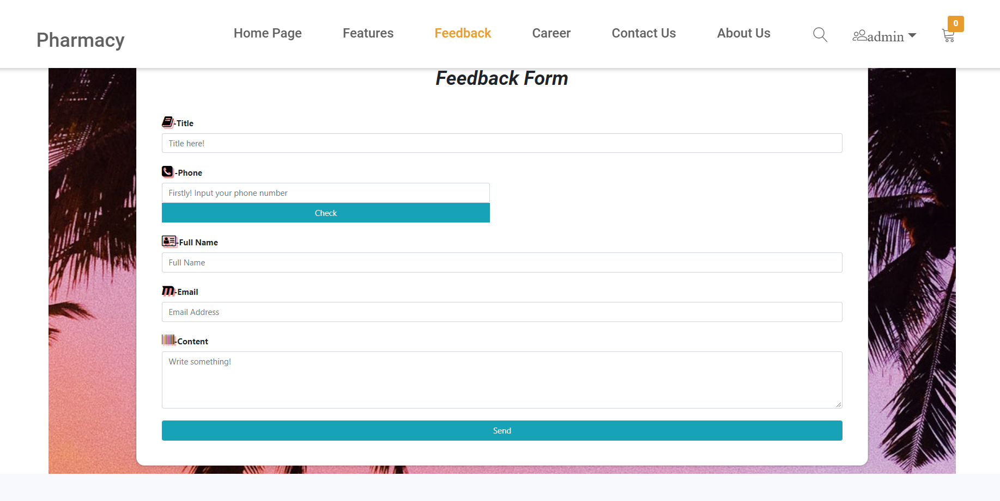 Pharmacy
Home Page
Features
Feedback
Career
Contact Us
About Us
admin
0
Feedback Form
-Title
Title here!
-Phone
Firstly! Input your phone number
Check
-Full Name
Full Name
m-Email
Email Address
-Content
Write something!
Send